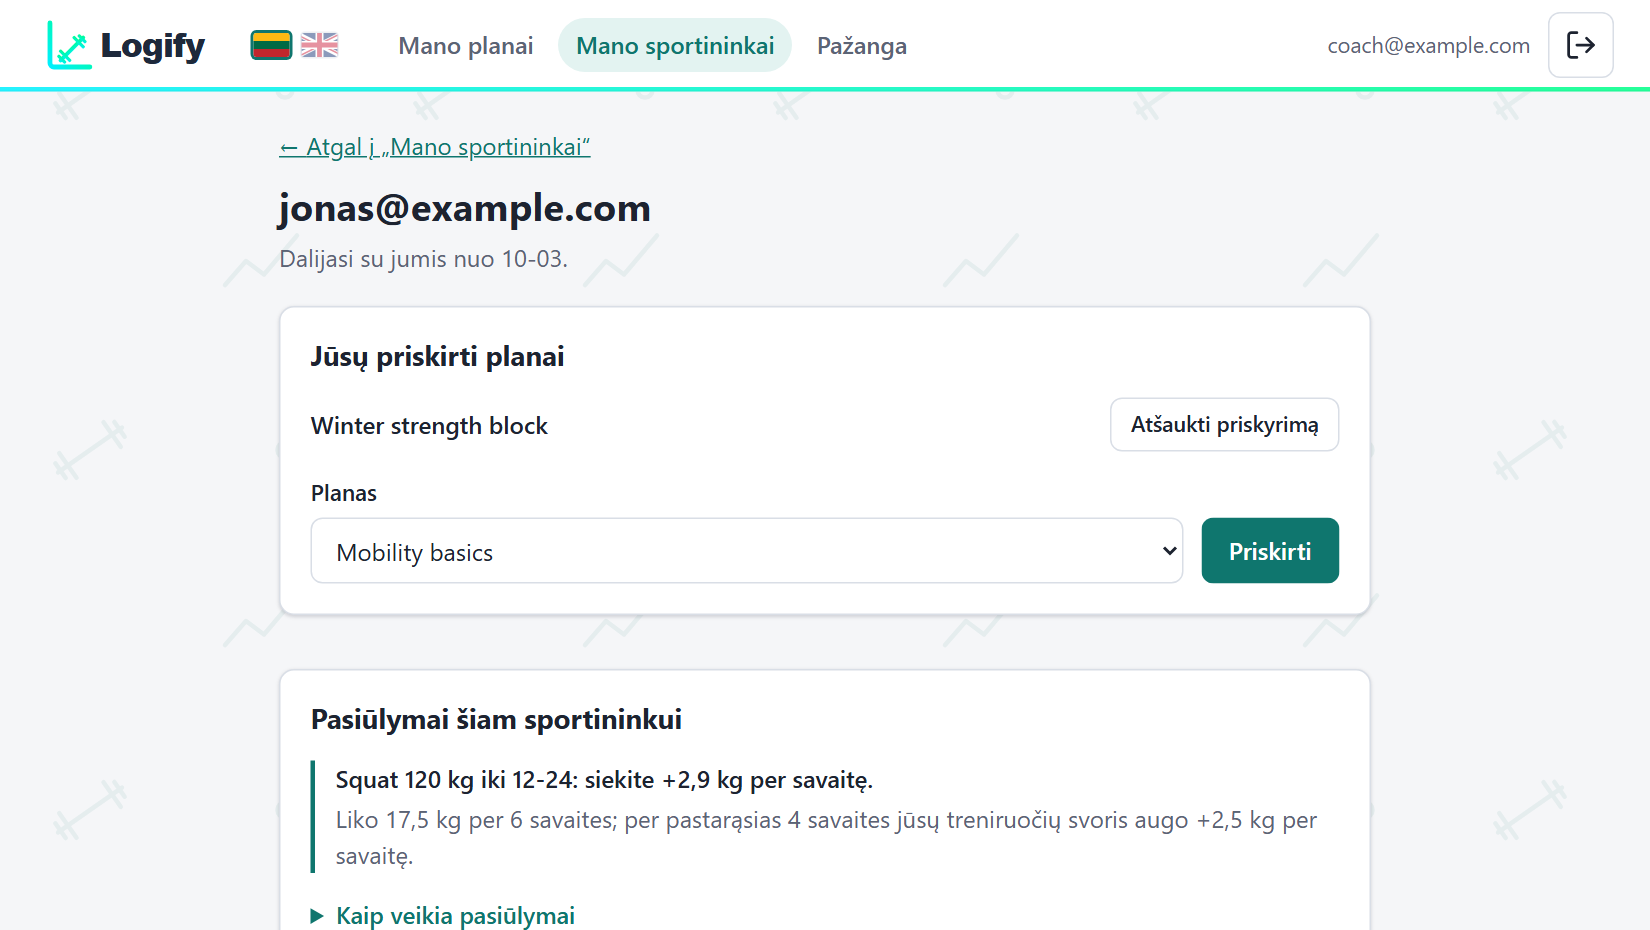 Logify
Mano planai
Mano sportininkai
Pažanga
coach@example.com
← Atgal į „Mano sportininkai“
jonas@example.com
Dalijasi su jumis nuo 10-03.
Jūsų priskirti planai
Winter strength block
Atšaukti priskyrimą
Planas
Mobility basics
Priskirti
Pasiūlymai šiam sportininkui
Squat 120 kg iki 12-24: siekite +2,9 kg per savaitę.
Liko 17,5 kg per 6 savaites; per pastarąsias 4 savaites jūsų treniruočių svoris augo +2,5 kg per
savaitę.
Kaip veikia pasiūlymai